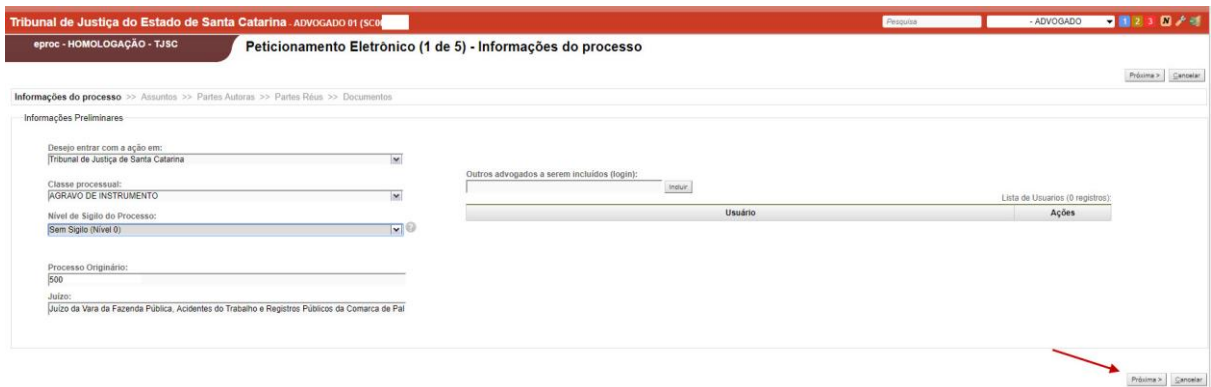 Tribunal de Justiça do Estado de Santa Catarina - ADVOGADO 01 (SC0
Pesquisa
- ADVOGADO
1 2 3 N
eproc - HOMOLOGAÇÃO - TJSC
Peticionamento Eletrônico (1 de 5) - Informações do processo
Próxima > Cancelar
Informações do processo >> Assuntos >> Partes Autoras >> Partes Réus >> Documentos
Informações Preliminares
Desejo entrar com a ação em:
Tribunal de Justiça de Santa Catarina
Outros advogados a serem incluídos (login):
Incluir
Classe processual:
AGRAVO DE INSTRUMENTO
Lista de Usuarios (0 registros):
Usuário Ações
Nível de Sigilo do Processo:
Sem Sigilo (Nível 0)
Processo Originário:
500
Juízo:
Juízo da Vara da Fazenda Pública, Acidentes do Trabalho e Registros Públicos da Comarca de Pal
Próxima > Cancelar